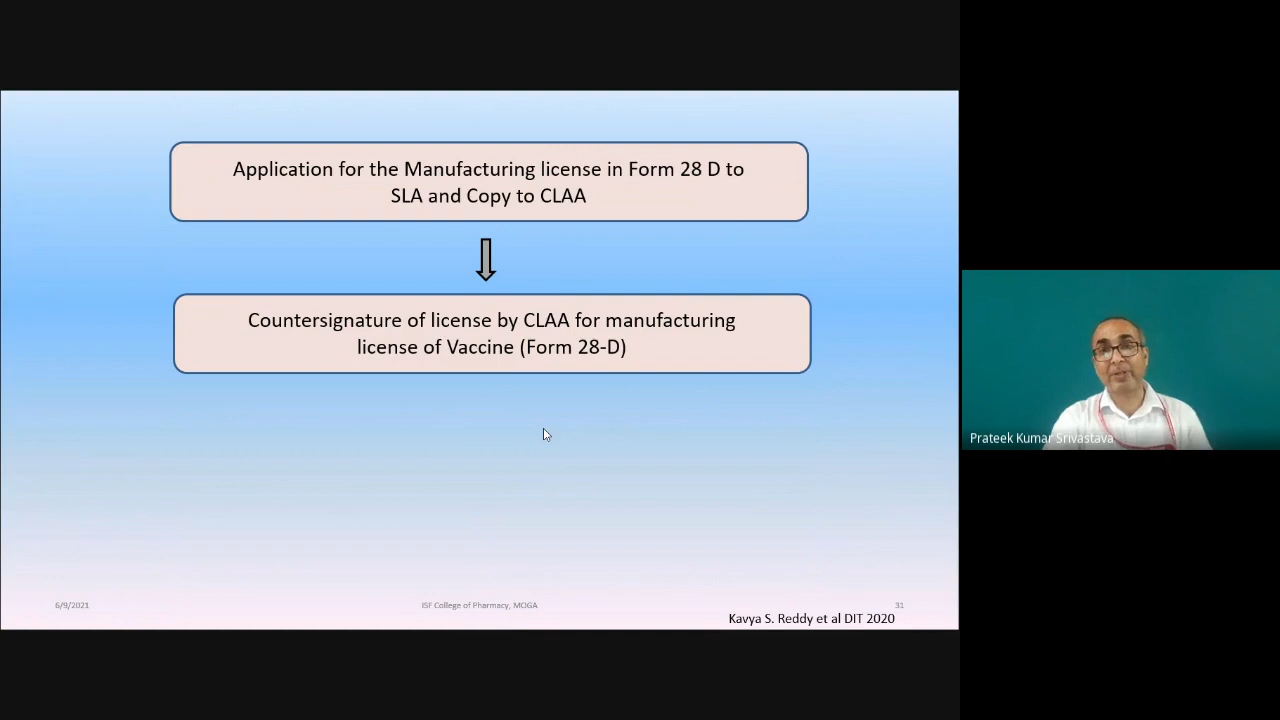 Application for the Manufacturing license in Form 28 D to
SLA and Copy to CLAA
Countersignature of license by CLAA for manufacturing
license of Vaccine (Form 28-D)
Prateek Kumar Srivastava
6/9/2021
ISF College of Pharmacy, MOGA
31
Kavya S. Reddy et al DIT 2020